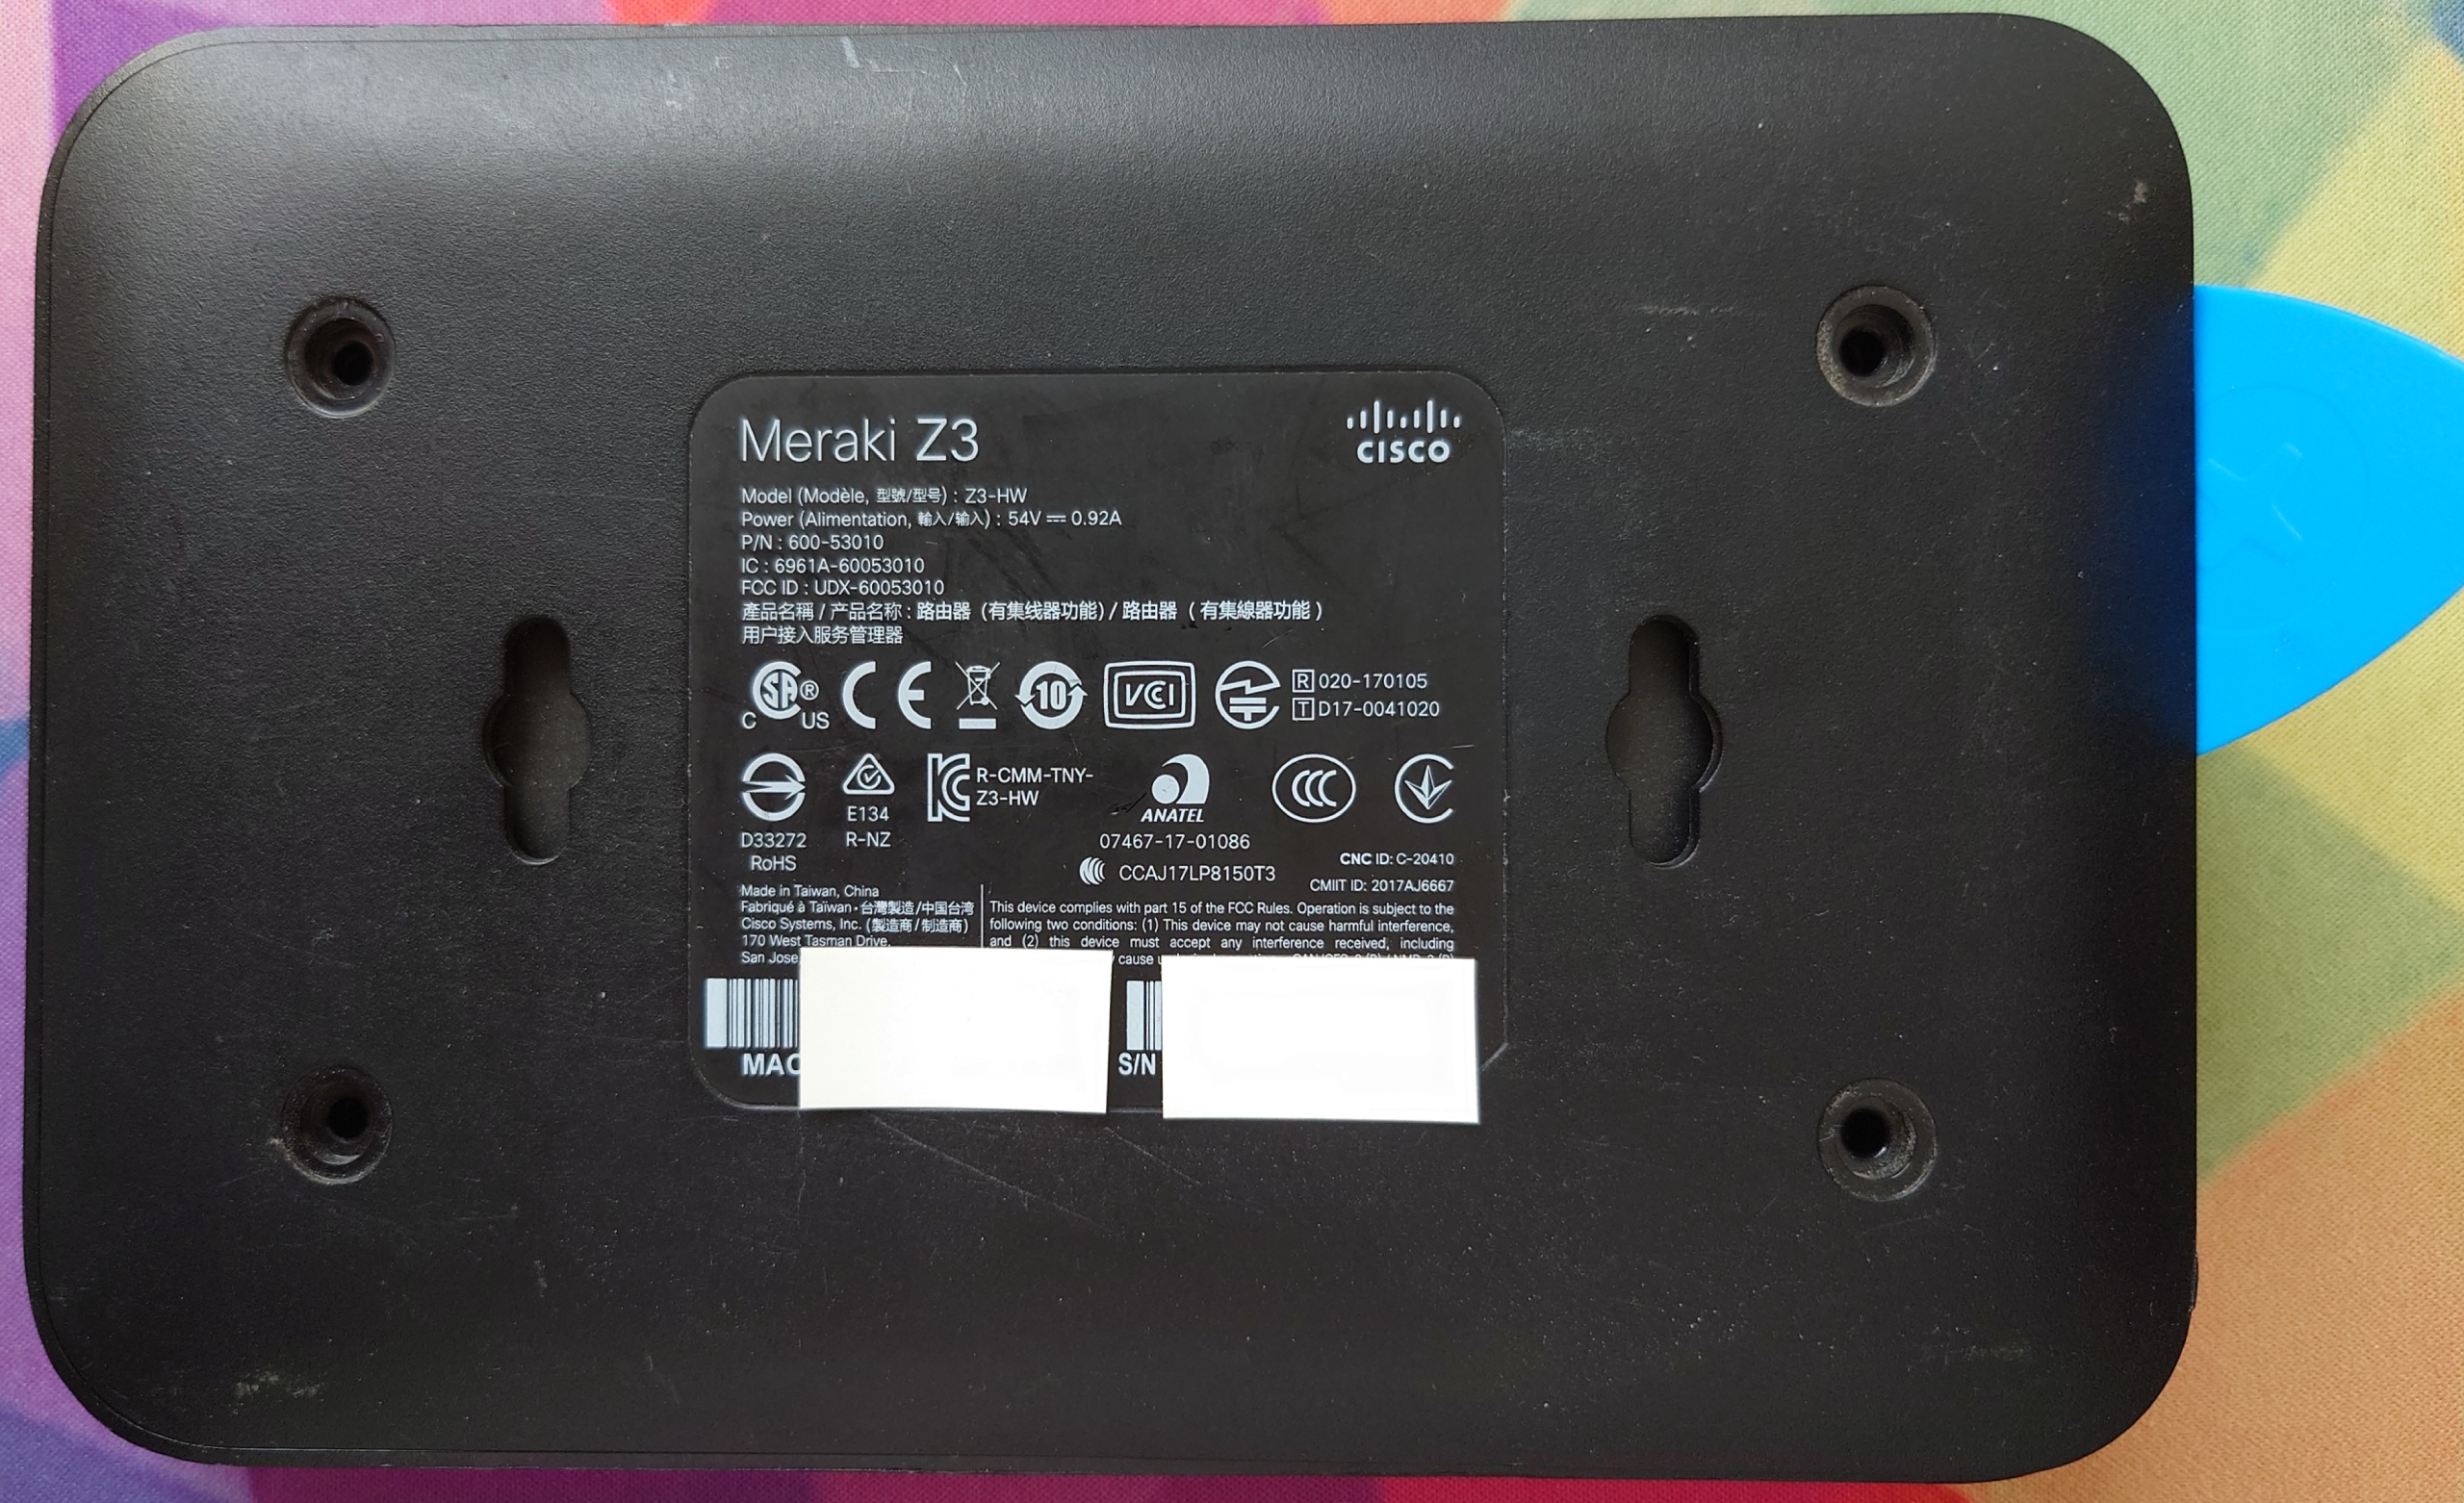 Meraki Z3
CISCO
Model (Modèle, 型號/型号) : Z3-HW
Power (Alimentation, 輸入/输入) : 54V ⎓ 0.92A
P/N : 600-53010
IC : 6961A-60053010
FCC ID : UDX-60053010
產品名稱 / 产品名称 : 路由器 (有集线器功能) / 路由器 ( 有集線器功能 )
用户接入服务管理器
C SA ® US CE 10 VCI R 020-170105
T D17-0041020
D33272
RoHS
E134
R-NZ
R-CMM-TNY-
Z3-HW
ANATEL
07467-17-01086
CCC
CCAJ17LP8150T3
CNC ID: C-20410
CMIIT ID: 2017AJ6667
Made in Taiwan, China
Fabriqué à Taïwan · 台灣製造/中国台湾
Cisco Systems, Inc. (製造商/制造商)
170 West Tasman Drive,
San Jose,
This device complies with part 15 of the FCC Rules. Operation is subject to the
following two conditions: (1) This device may not cause harmful interference,
and (2) this device must accept any interference received, including
cause
MAC
S/N